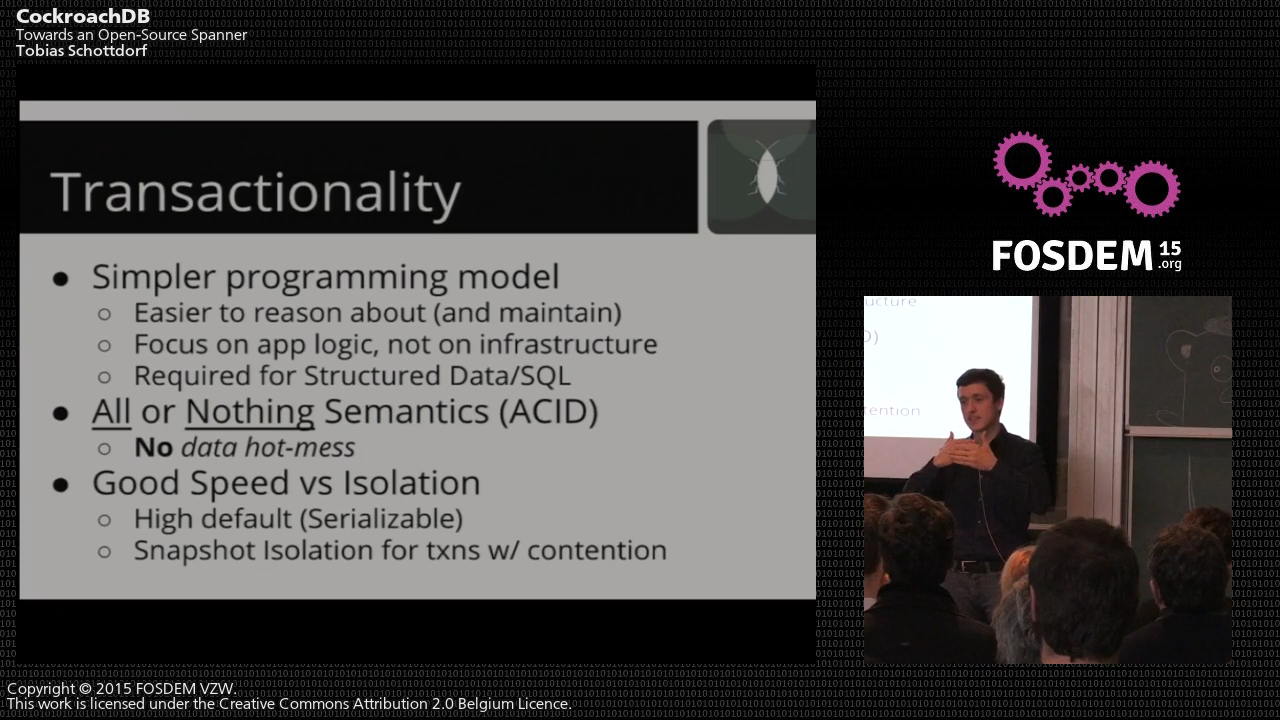 CockroachDB
Towards an Open-Source Spanner
Tobias Schottdorf
Transactionality
● Simpler programming model
○ Easier to reason about (and maintain)
○ Focus on app logic, not on infrastructure
○ Required for Structured Data/SQL
● All or Nothing Semantics (ACID)
○ No data hot-mess
● Good Speed vs Isolation
○ High default (Serializable)
○ Snapshot Isolation for txns w/ contention
FOSDEM 15
.org
ucture
)
ention
Copyright © 2015 FOSDEM VZW.
This work is licensed under the Creative Commons Attribution 2.0 Belgium Licence.